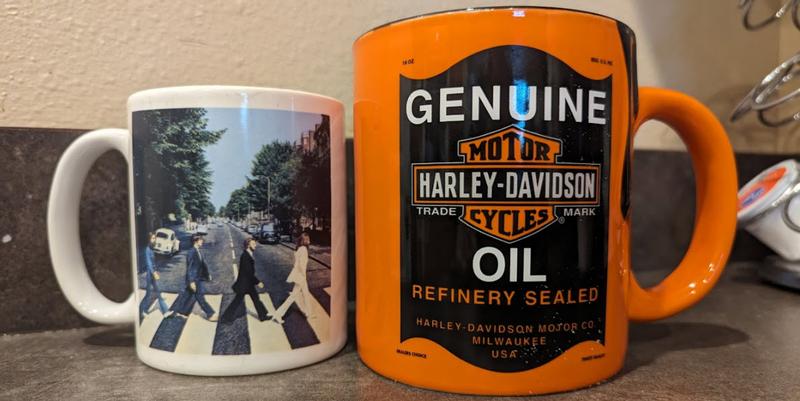 GENUINE
MOTOR
HARLEY-DAVIDSON
TRADE MARK
CYCLES
®
OIL
REFINERY SEALED
HARLEY-DAVIDSON MOTOR CO.
MILWAUKEE
USA